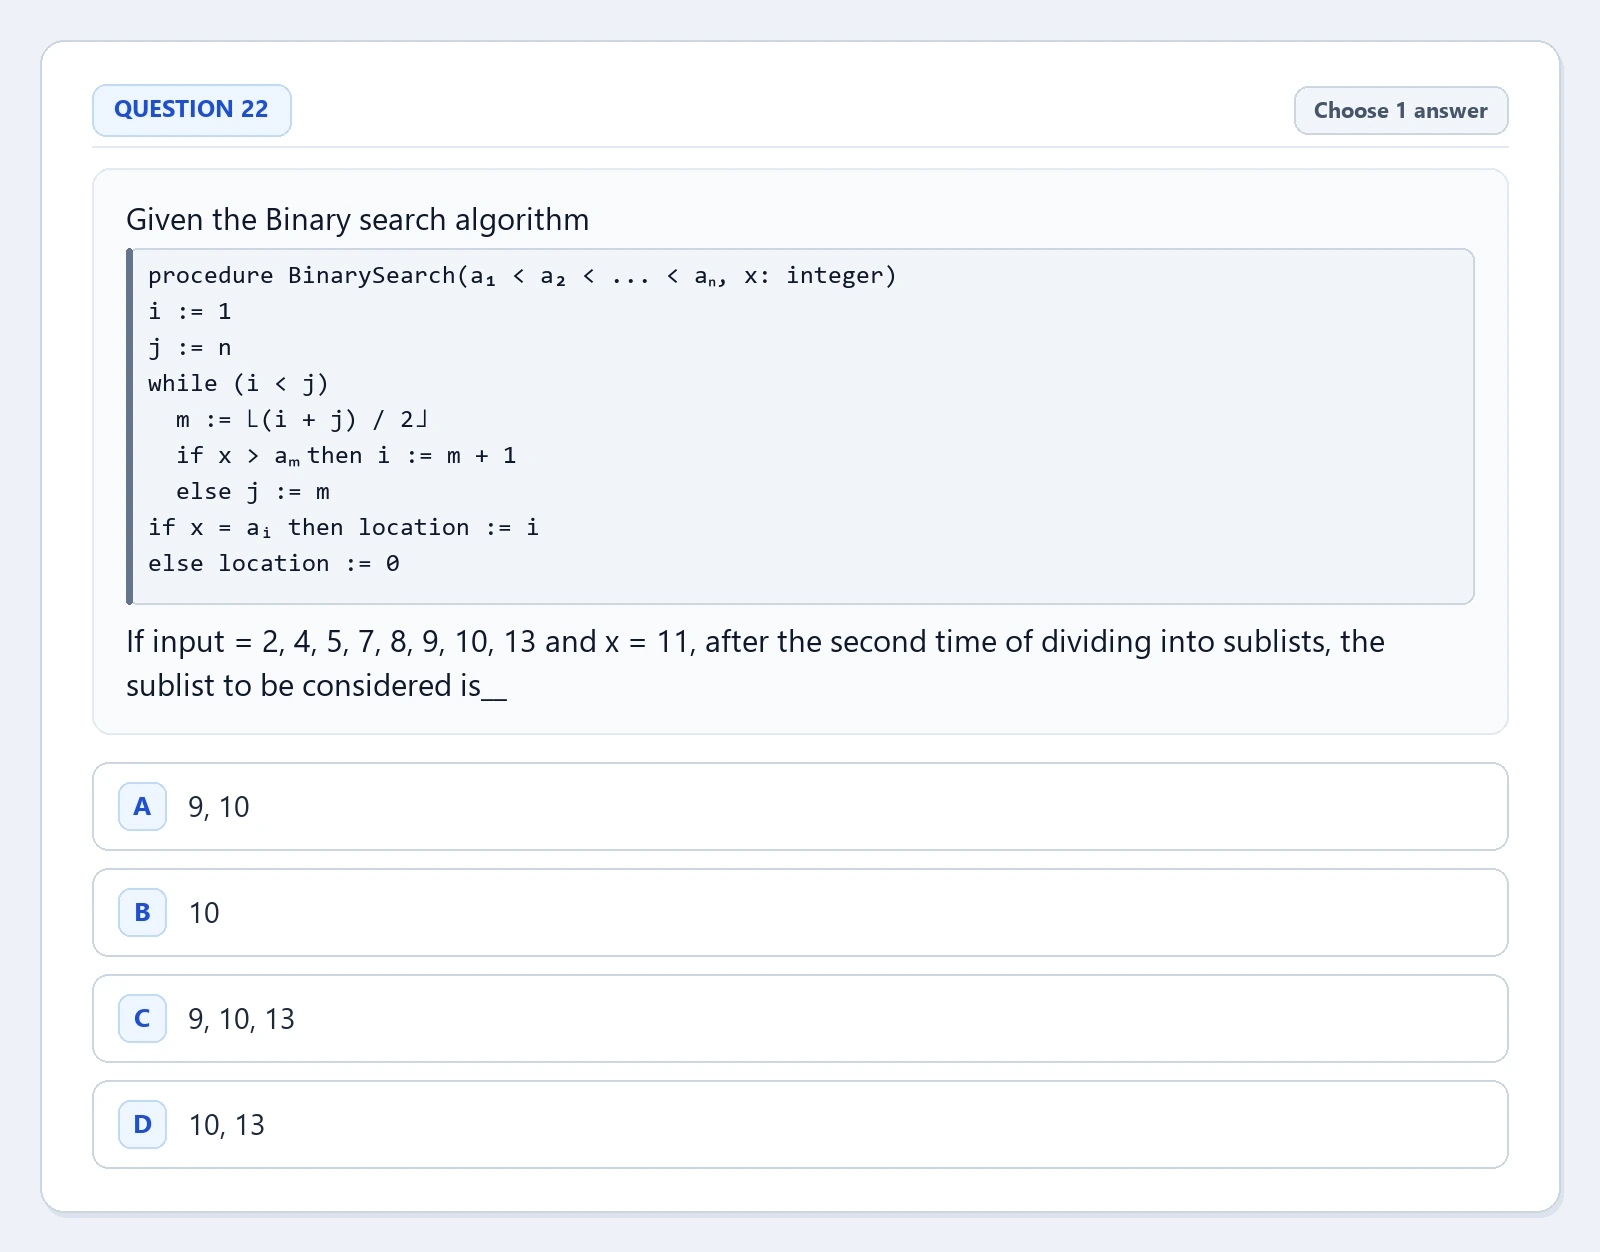 QUESTION 22
Choose 1 answer
Given the Binary search algorithm
procedure BinarySearch(a₁ < a₂ < ... < aₙ, x: integer)
i := 1
j := n
while (i < j)
  m := ⌊(i + j) / 2⌋
  if x > aₘ then i := m + 1
  else j := m
if x = aᵢ then location := i
else location := 0
If input = 2, 4, 5, 7, 8, 9, 10, 13 and x = 11, after the second time of dividing into sublists, the
sublist to be considered is__
A 9, 10
B 10
C 9, 10, 13
D 10, 13